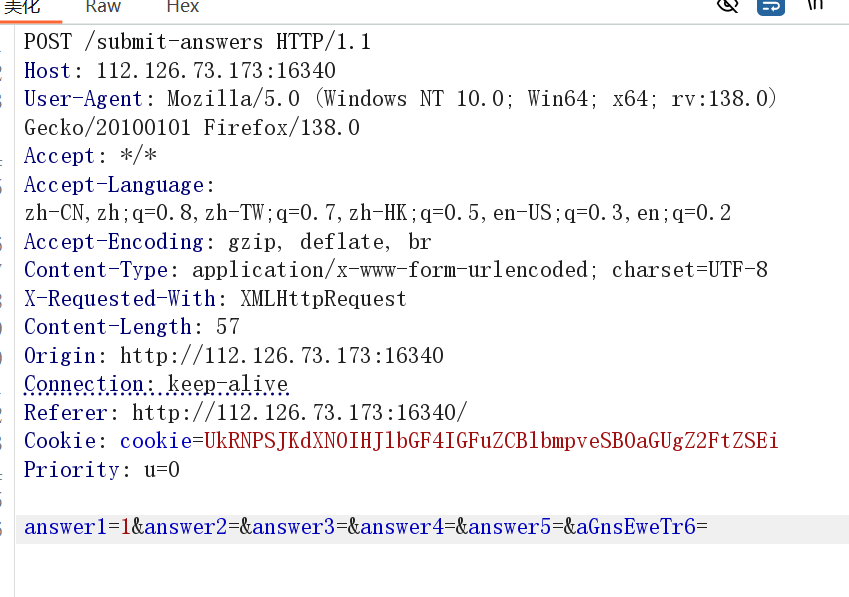 美化 Raw Hex \n
POST /submit-answers HTTP/1.1
Host: 112.126.73.173:16340
User-Agent: Mozilla/5.0 (Windows NT 10.0; Win64; x64; rv:138.0)
Gecko/20100101 Firefox/138.0
Accept: */*
Accept-Language:
zh-CN,zh;q=0.8,zh-TW;q=0.7,zh-HK;q=0.5,en-US;q=0.3,en;q=0.2
Accept-Encoding: gzip, deflate, br
Content-Type: application/x-www-form-urlencoded; charset=UTF-8
X-Requested-With: XMLHttpRequest
Content-Length: 57
Origin: http://112.126.73.173:16340
Connection: keep-alive
Referer: http://112.126.73.173:16340/
Cookie: cookie=UkRNPSJKdXN0IHJlbGF4IGFuZCBlbmpveSB0aGUgZ2FtZSEi
Priority: u=0
answer1=1&answer2=&answer3=&answer4=&answer5=&aGnsEweTr6=